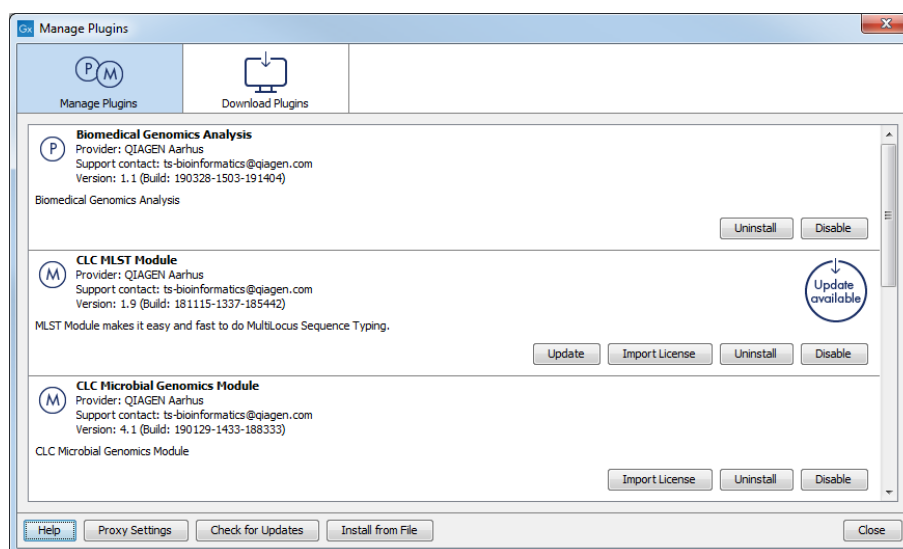 Gx Manage Plugins
P M
Manage Plugins
Download Plugins
P
Biomedical Genomics Analysis
Provider: QIAGEN Aarhus
Support contact: ts-bioinformatics@qiagen.com
Version: 1.1 (Build: 190328-1503-191404)
Biomedical Genomics Analysis
Uninstall Disable
M
CLC MLST Module
Provider: QIAGEN Aarhus
Support contact: ts-bioinformatics@qiagen.com
Version: 1.9 (Build: 181115-1337-185442)
Update
available
MLST Module makes it easy and fast to do MultiLocus Sequence Typing.
Update Import License Uninstall Disable
M
CLC Microbial Genomics Module
Provider: QIAGEN Aarhus
Support contact: ts-bioinformatics@qiagen.com
Version: 4.1 (Build: 190129-1433-188333)
CLC Microbial Genomics Module
Import License Uninstall Disable
Help Proxy Settings Check for Updates Install from File Close